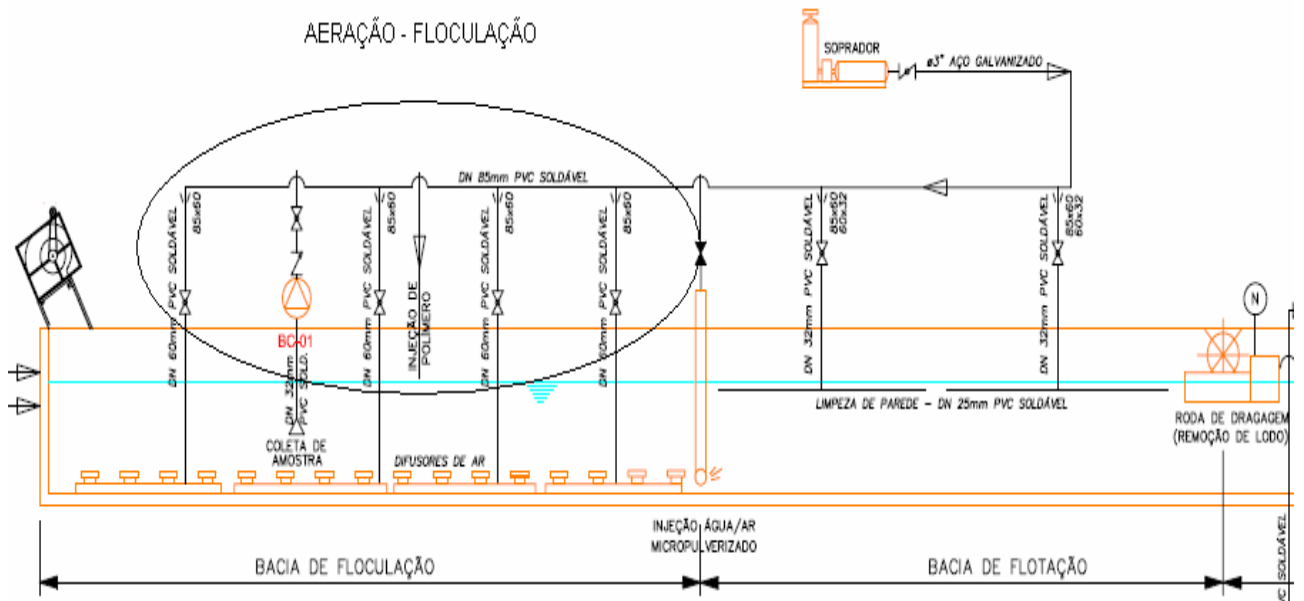 AERAÇÃO - FLOCULAÇÃO
SOPRADOR
ø3" AÇO GALVANIZADO
DN 85mm PVC SOLDÁVEL
85x60
DN 60mm PVC SOLDÁVEL
BC-01
DN 32mm
PVC SOLD.
COLETA DE
AMOSTRA
85x60
DN 60mm PVC SOLDÁVEL
INJEÇÃO DE
POLÍMERO
85x60
DN 60mm PVC SOLDÁVEL
85x60
DN 60mm PVC SOLDÁVEL
85x60
60x32
DN 32mm PVC SOLDÁVEL
85x60
60x32
DN 32mm PVC SOLDÁVEL
N
LIMPEZA DE PAREDE - DN 25mm PVC SOLDÁVEL
RODA DE DRAGAGEM
(REMOÇÃO DE LODO)
DIFUSORES DE AR
INJEÇÃO ÁGUA/AR
MICROPULVERIZADO
BACIA DE FLOCULAÇÃO
BACIA DE FLOTAÇÃO
SOLDÁVEL